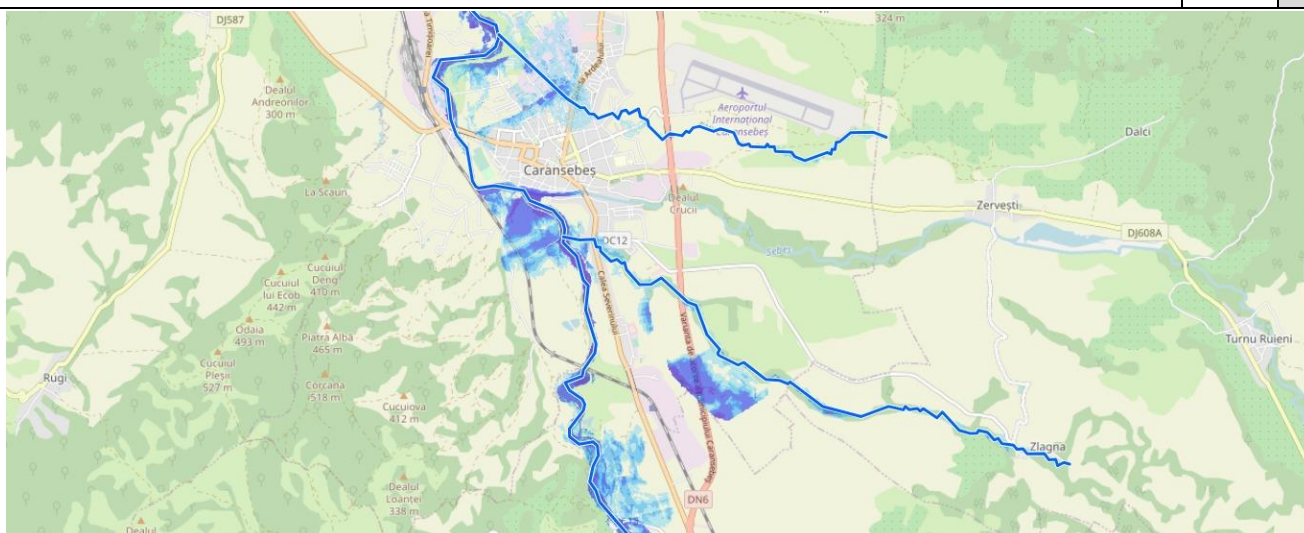 DJ587
324 m
Dealul
Andreonilor
300 m
Aeroportul
Internațional
Caransebeș
Dalci
Caransebeș
La Scaun
Dealul
Crucii
Zervești
DC12
Sebeș
DJ608A
Cucuiul
Deng
410 m
Cucuiul
lui Ecob
442 m
Calea Severinului
Odaia
493 m
Piatra Albă
465 m
Turnu Ruieni
Cucuiul
Pleșii
527 m
Rugi
Corcana
518 m
Cucuiova
412 m
Zlagna
Dealul
Loanței
338 m
DN6
Dealul